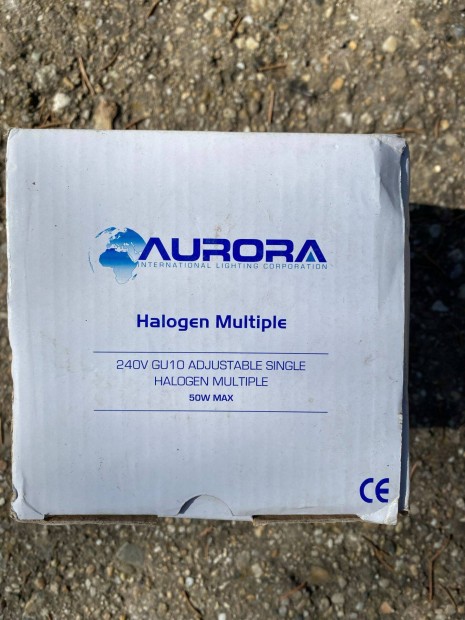 AURORA
INTERNATIONAL LIGHTING CORPORATION
Halogen Multiple
240V GU10 ADJUSTABLE SINGLE
HALOGEN MULTIPLE
50W MAX
CE